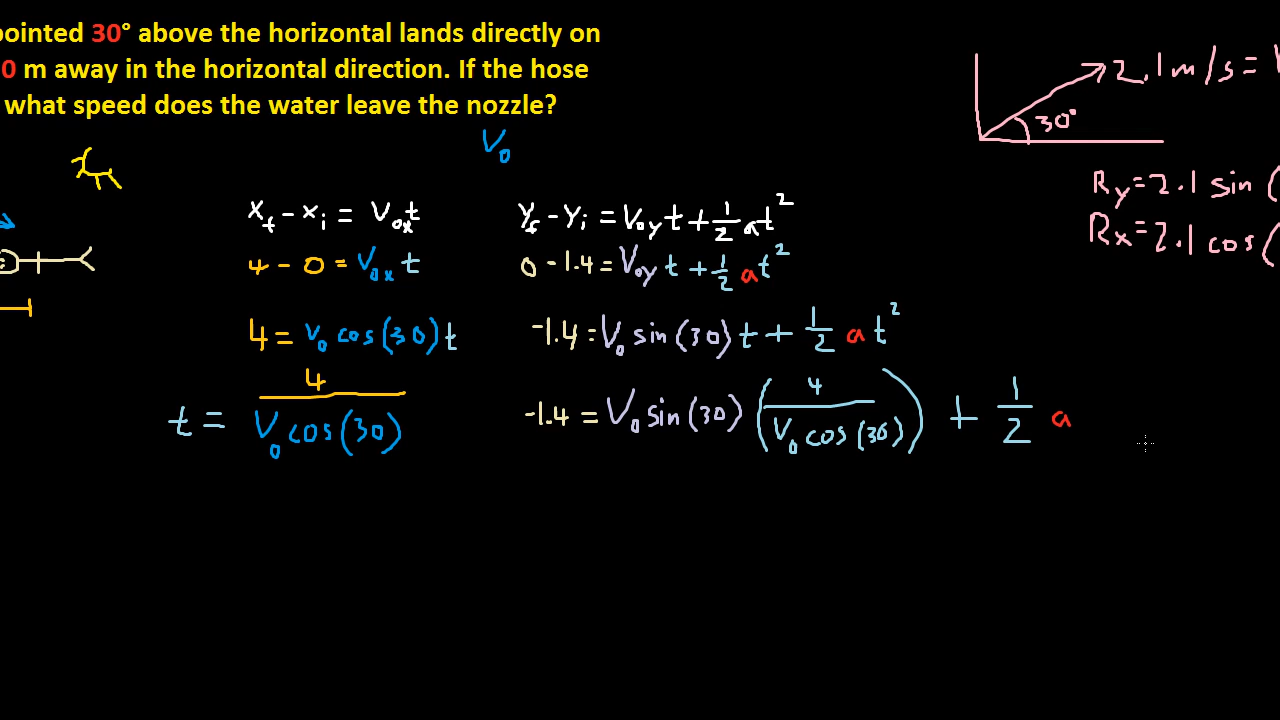 pointed 30° above the horizontal lands directly on
0 m away in the horizontal direction. If the hose
what speed does the water leave the nozzle?
V₀
2.1 m/s =
30°
Ry = 2.1 sin (
Rx = 2.1 cos (
Xf - Xi = V₀x t
Yf - Yi = V₀y t + 1/2 at²
4 - 0 = V₀x t
0 - 1.4 = V₀y t + 1/2 at²
4 = V₀ cos(30) t
-1.4 = V₀ sin(30) t + 1/2 at²
t = 4/(V₀ cos(30))
-1.4 = V₀ sin(30) (4/(V₀ cos(30))) + 1/2 a